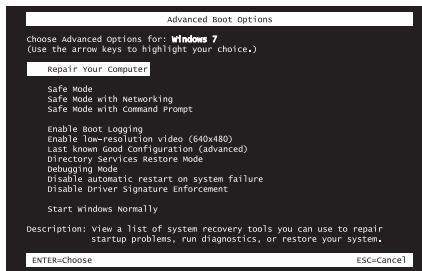 Advanced Boot Options
Choose Advanced Options for: Windows 7
(Use the arrow keys to highlight your choice.)
Repair Your Computer
Safe Mode
Safe Mode with Networking
Safe Mode with Command Prompt
Enable Boot Logging
Enable low-resolution video (640x480)
Last known Good Configuration (advanced)
Directory Services Restore Mode
Debugging Mode
Disable automatic restart on system failure
Disable Driver Signature Enforcement
Start Windows Normally
Description: View a list of system recovery tools you can use to repair
startup problems, run diagnostics, or restore your system.
ENTER=Choose ESC=Cancel